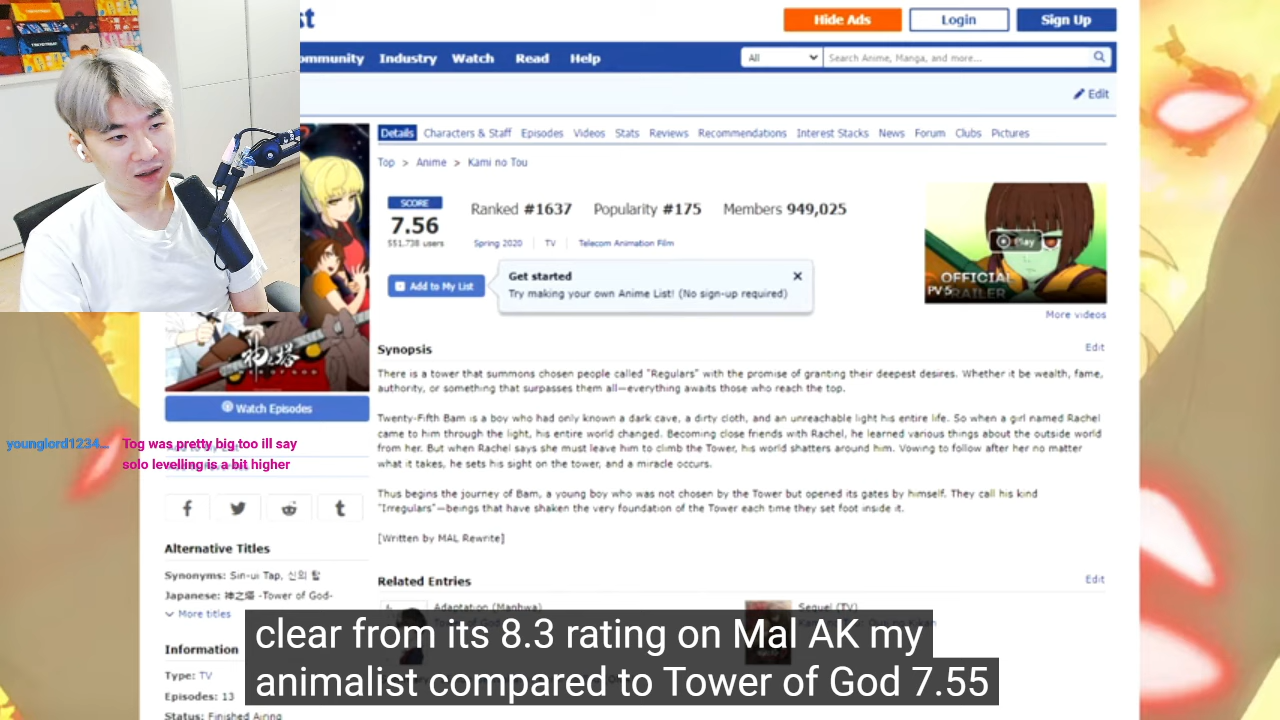 st
Hide Ads Login Sign Up
ommunity Industry Watch Read Help
All Search Anime, Manga, and more...
Edit
Details Characters & Staff Episodes Videos Stats Reviews Recommendations Interest Stacks News Forum Clubs Pictures
Top > Anime > Kami no Tou
SCORE
7.56
551,738 users
Ranked #1637 Popularity #175 Members 949,025
Spring 2020 TV Telecom Animation Film
Add to My List
Get started
Try making your own Anime List! (No sign-up required)
Play
OFFICIAL
TRAILER
PV 5
More videos
Synopsis
Edit
There is a tower that summons chosen people called "Regulars" with the promise of granting their deepest desires. Whether it be wealth, fame,
authority, or something that surpasses them all—everything awaits those who reach the top.
Twenty-Fifth Bam is a boy who had only known a dark cave, a dirty cloth, and an unreachable light his entire life. So when a girl named Rachel
came to him through the light, his entire world changed. Becoming close friends with Rachel, he learned various things about the outside world
from her. But when Rachel says she must leave him to climb the Tower, his world shatters around him. Vowing to follow after her no matter
what it takes, he sets his sight on the tower, and a miracle occurs.
Thus begins the journey of Bam, a young boy who was not chosen by the Tower but opened its gates by himself. They call his kind
"Irregulars"—beings that have shaken the very foundation of the Tower each time they set foot inside it.
[Written by MAL Rewrite]
Related Entries
Edit
Adaptation (Manhwa)
Sequel (TV)
神之塔
Watch Episodes
younglord1234... Tog was pretty big too ill say
solo levelling is a bit higher
Alternative Titles
Synonyms: Sin-ui Tap, 신의 탑
Japanese: 神之塔 -Tower of God-
More titles
Information
Type: TV
Episodes: 13
Status: Finished Airing
clear from its 8.3 rating on Mal AK my
animalist compared to Tower of God 7.55